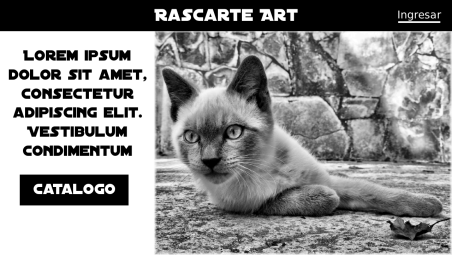 RASCARTE ART
Ingresar
LOREM IPSUM
DOLOR SIT AMET,
CONSECTETUR
ADIPISCING ELIT.
VESTIBULUM
CONDIMENTUM
CATALOGO